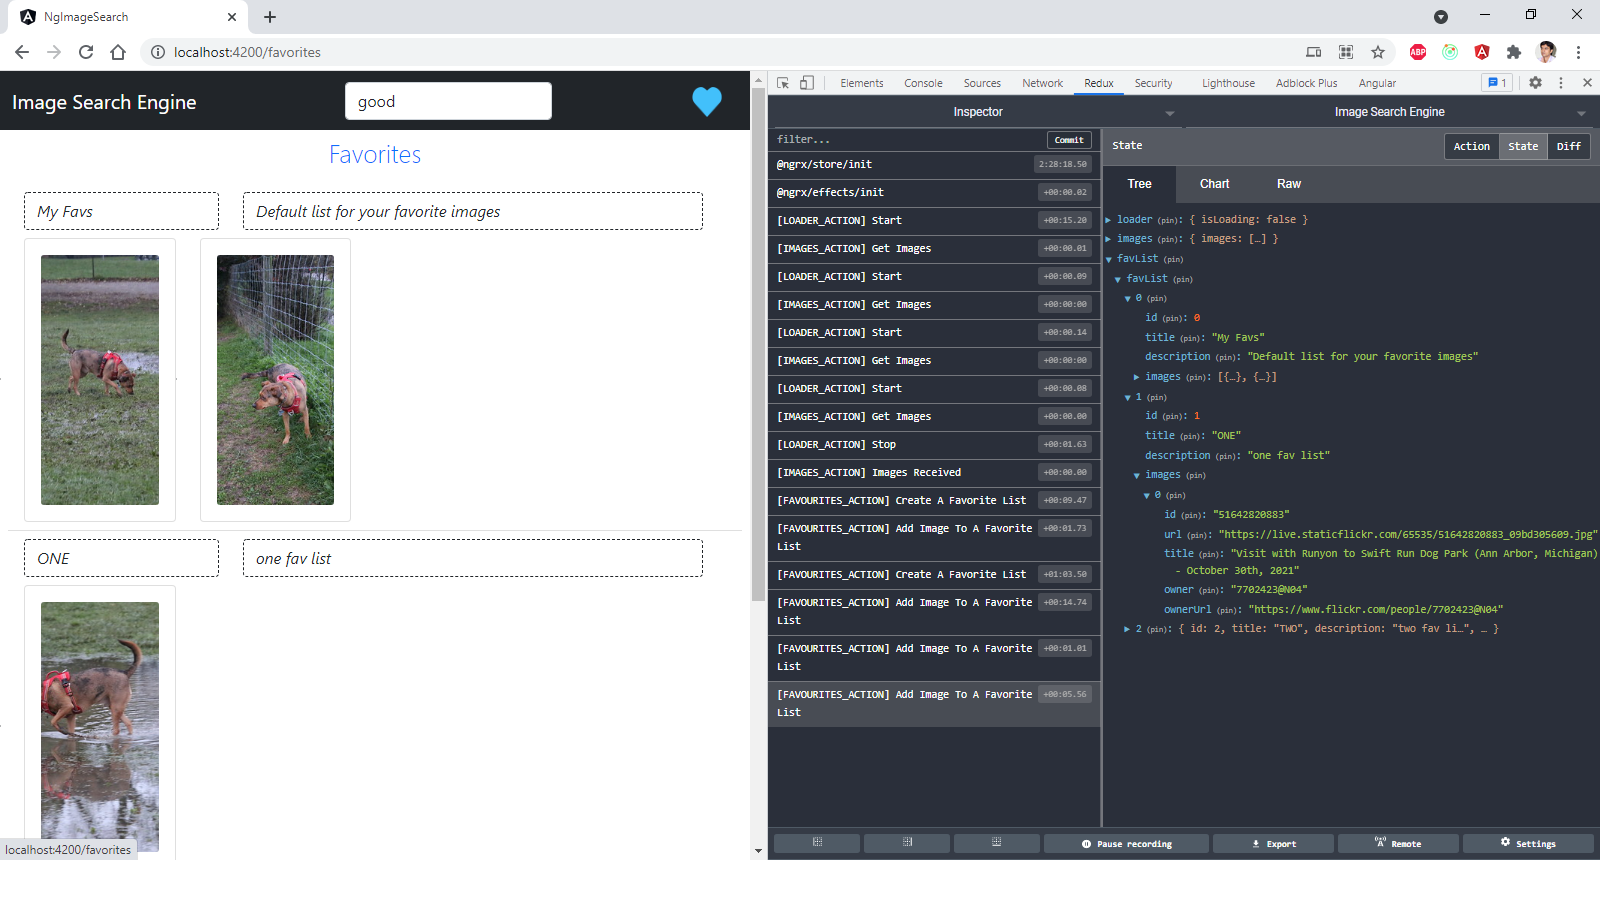 NgImageSearch
localhost:4200/favorites
ABP
Image Search Engine
good
Favorites
My Favs
Default list for your favorite images
ONE
one fav list
localhost:4200/favorites
Elements
Console
Sources
Network
Redux
Security
Lighthouse
Adblock Plus
Angular
1
Inspector
Image Search Engine
filter...
Commit
@ngrx/store/init
2:28:18.50
@ngrx/effects/init
+00:00.02
[LOADER_ACTION] Start
+00:15.20
[IMAGES_ACTION] Get Images
+00:00.01
[LOADER_ACTION] Start
+00:00.09
[IMAGES_ACTION] Get Images
+00:00:00
[LOADER_ACTION] Start
+00:00.14
[IMAGES_ACTION] Get Images
+00:00:00
[LOADER_ACTION] Start
+00:00.08
[IMAGES_ACTION] Get Images
+00:00.00
[LOADER_ACTION] Stop
+00:01.63
[IMAGES_ACTION] Images Received
+00:00.00
[FAVOURITES_ACTION] Create A Favorite List
+00:09.47
[FAVOURITES_ACTION] Add Image To A Favorite
List
+00:01.73
[FAVOURITES_ACTION] Create A Favorite List
+01:03.50
[FAVOURITES_ACTION] Add Image To A Favorite
List
+00:14.74
[FAVOURITES_ACTION] Add Image To A Favorite
List
+00:01.01
[FAVOURITES_ACTION] Add Image To A Favorite
List
+00:05.56
State
Action
State
Diff
Tree
Chart
Raw
loader (pin): { isLoading: false }
images (pin): { images: […] }
favList (pin)
favList (pin)
0 (pin)
id (pin): 0
title (pin): "My Favs"
description (pin): "Default list for your favorite images"
images (pin): [{…}, {…}]
1 (pin)
id (pin): 1
title (pin): "ONE"
description (pin): "one fav list"
images (pin)
0 (pin)
id (pin): "51642820883"
url (pin): "https://live.staticflickr.com/65535/51642820883_09bd305609.jpg"
title (pin): "Visit with Runyon to Swift Run Dog Park (Ann Arbor, Michigan)
- October 30th, 2021"
owner (pin): "7702423@N04"
ownerUrl (pin): "https://www.flickr.com/people/7702423@N04"
2 (pin): { id: 2, title: "TWO", description: "two fav li…", … }
Pause recording
Export
Remote
Settings